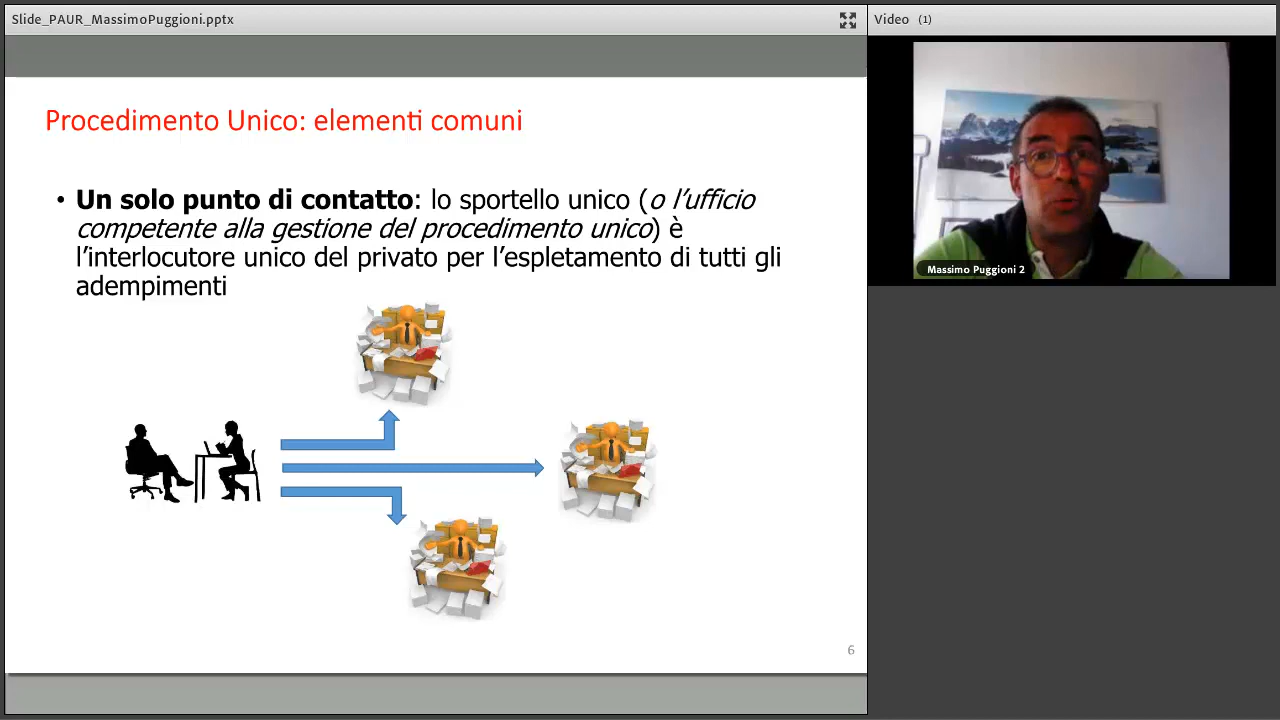 Slide_PAUR_MassimoPuggioni.pptx
Video (1)
Procedimento Unico: elementi comuni
• Un solo punto di contatto: lo sportello unico (o l’ufficio
competente alla gestione del procedimento unico) è
l’interlocutore unico del privato per l’espletamento di tutti gli
adempimenti
Massimo Puggioni 2
6